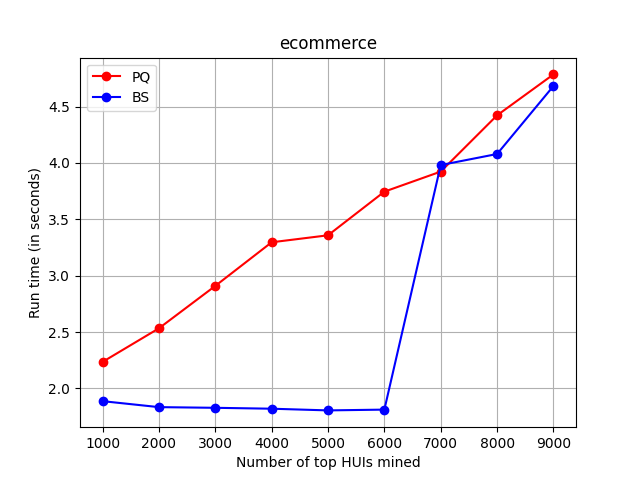 ecommerce
PQ
BS
4.5
4.0
3.5
3.0
2.5
2.0
Run time (in seconds)
1000 2000 3000 4000 5000 6000 7000 8000 9000
Number of top HUIs mined